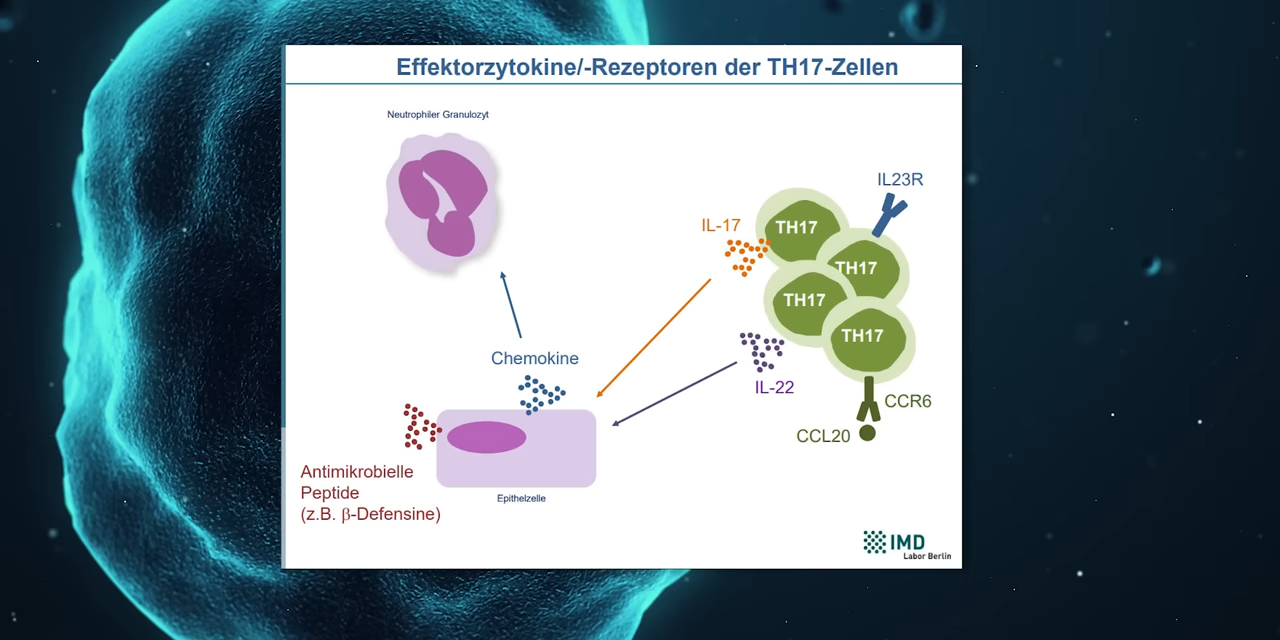 Effektorzytokine/-Rezeptoren der TH17-Zellen
Neutrophiler Granulozyt
IL23R
IL-17
TH17
TH17
TH17
TH17
Chemokine
IL-22
CCR6
CCL20
Antimikrobielle
Peptide
(z.B. β-Defensine)
Epithelzelle
IMD
Labor Berlin